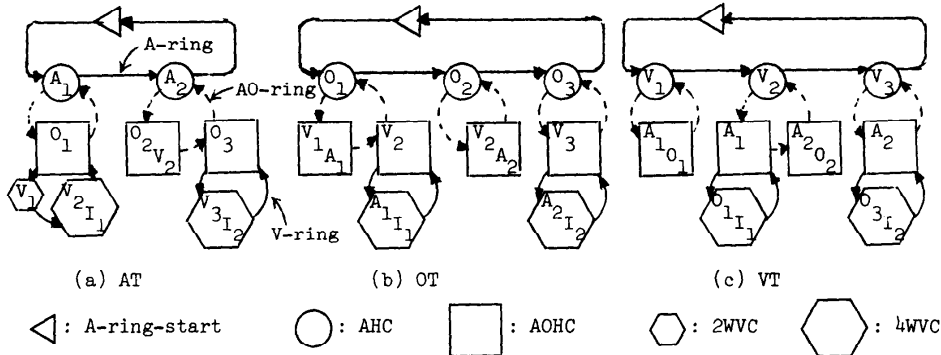 A-ring
A₁ A₂
AO-ring
O₁ O₂ V₂ O₃
V₁ V₂ I₁ V₃ I₂
V-ring
(a) AT
O₁ O₂ O₃
V₁ A₁ V₂ V₂ A₂ V₃
A₁ I₁ A₂ I₂
(b) OT
V₁ V₂ V₃
A₁ O₁ A₁ A₂ O₂ A₂
O₁ I₁ O₃ I₂
(c) VT
: A-ring-start : AHC : AOHC : 2WVC : 4WVC